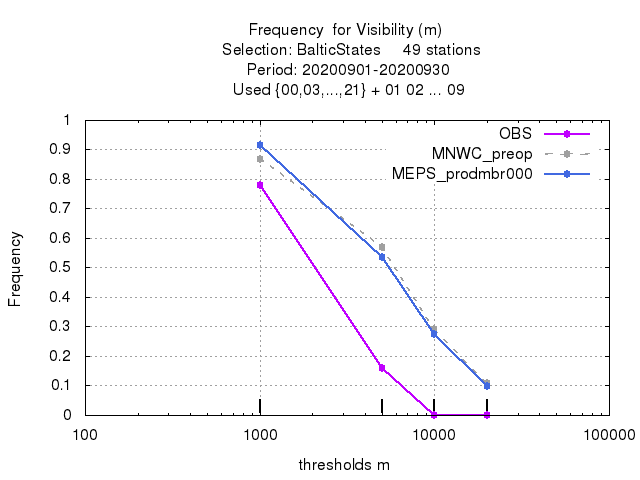 Frequency  for Visibility (m)
Selection: BalticStates     49 stations
Period: 20200901-20200930
Used {00,03,...,21} + 01 02 ... 09
1
0.9
0.8
0.7
0.6
0.5
0.4
0.3
0.2
0.1
0
Frequency
OBS
MNWC_preop
MEPS_prodmbr000
100 1000 10000 100000
thresholds m